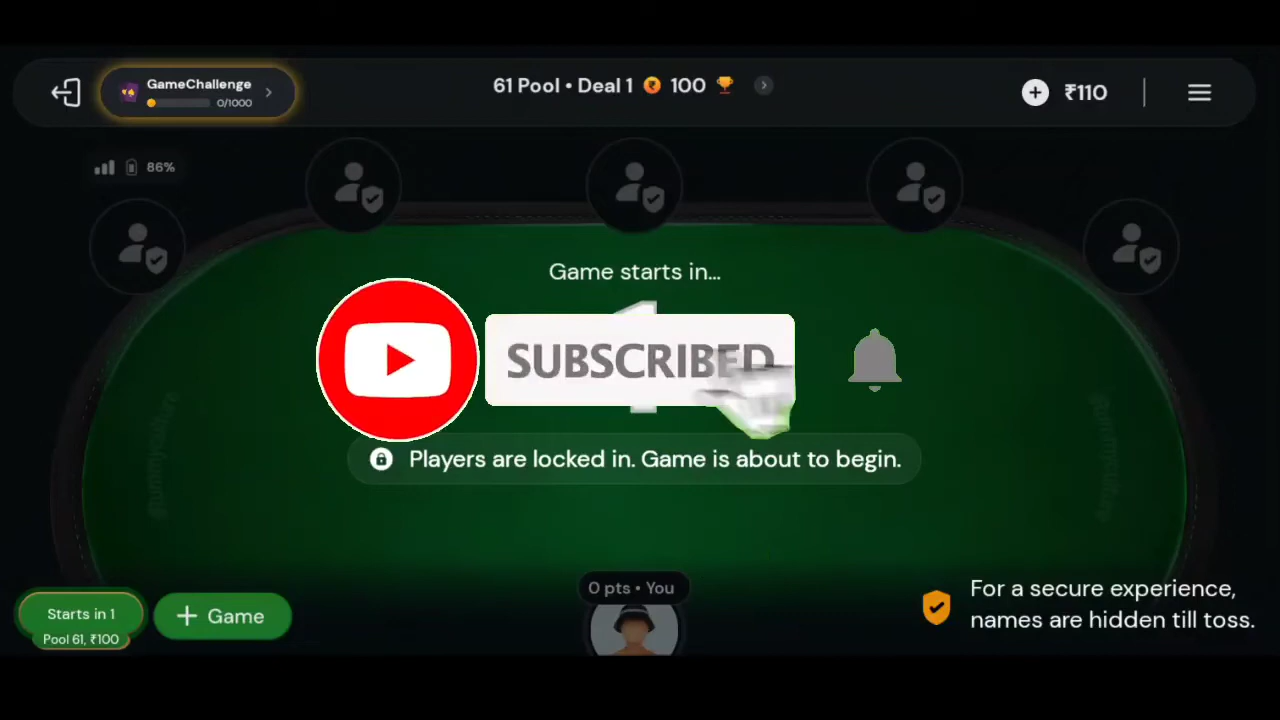 GameChallenge
0/1000
61 Pool • Deal 1 100
₹110
86%
Game starts in...
SUBSCRIBED
Players are locked in. Game is about to begin.
0 pts • You
Starts in 1
Pool 61, ₹100
+ Game
For a secure experience,
names are hidden till toss.